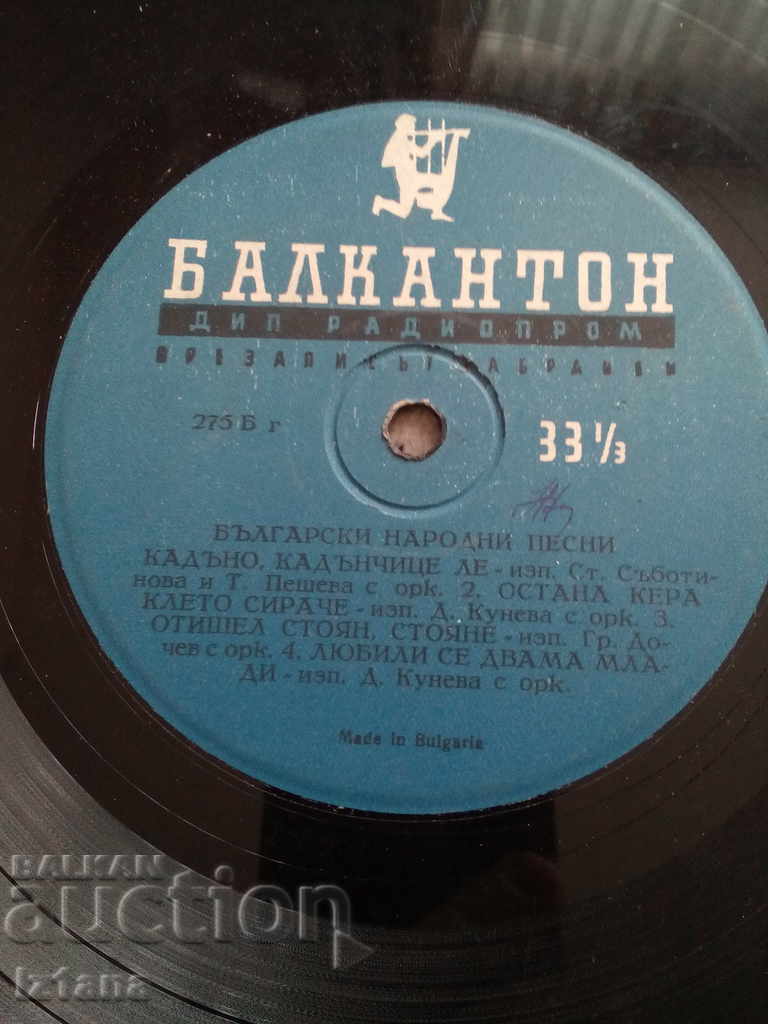 БАЛКАНТОН
ДИП РАДИОПРОМ
ПРЕЗАПИСЪТ ЗАБРАНЕН
275 Б г
33 1/3
БЪЛГАРСКИ НАРОДНИ ПЕСНИ
КАДЪНО, КАДЪНЧИЦЕ ЛЕ - изп. Ст. Съботи-
нова и Т. Пешева с орк. 2. ОСТАНА КЕРА
КЛЕТО СИРАЧЕ - изп. Д. Кунева с орк. 3.
ОТИШЕЛ СТОЯН, СТОЯНЕ - изп. Гр. До-
чев с орк. 4. ЛЮБИЛИ СЕ ДВАМА МЛА-
ДИ - изп. Д. Кунева с орк.
Made in Bulgaria
BALKAN
auction
Iztana